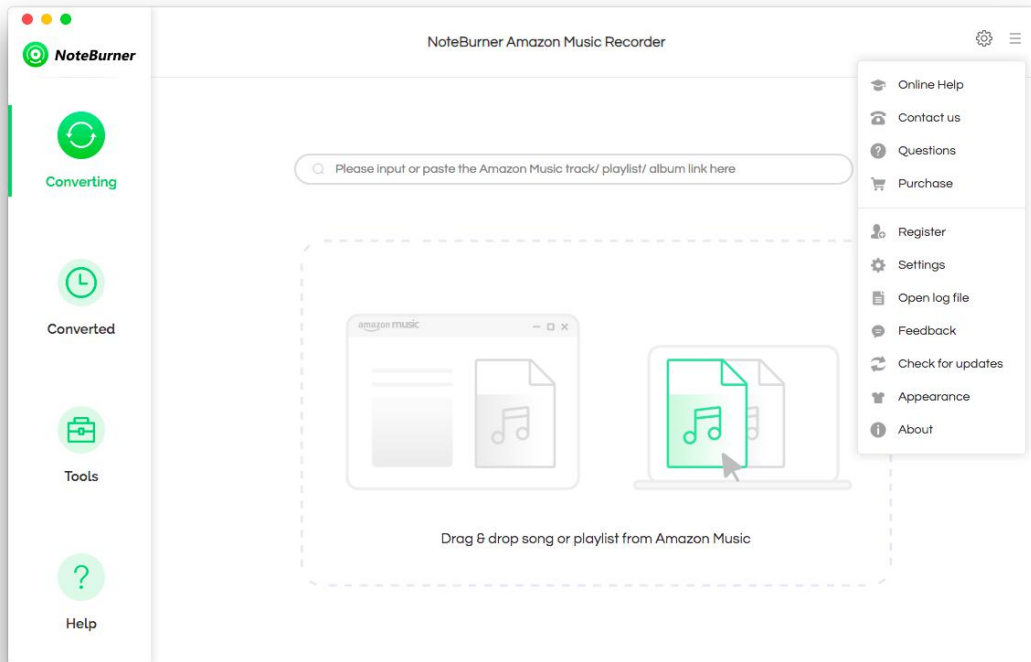 NoteBurner
NoteBurner Amazon Music Recorder
Converting
Converted
Tools
Help
Please input or paste the Amazon Music track/ playlist/ album link here
amazon music
Drag & drop song or playlist from Amazon Music
Online Help
Contact us
Questions
Purchase
Register
Settings
Open log file
Feedback
Check for updates
Appearance
About